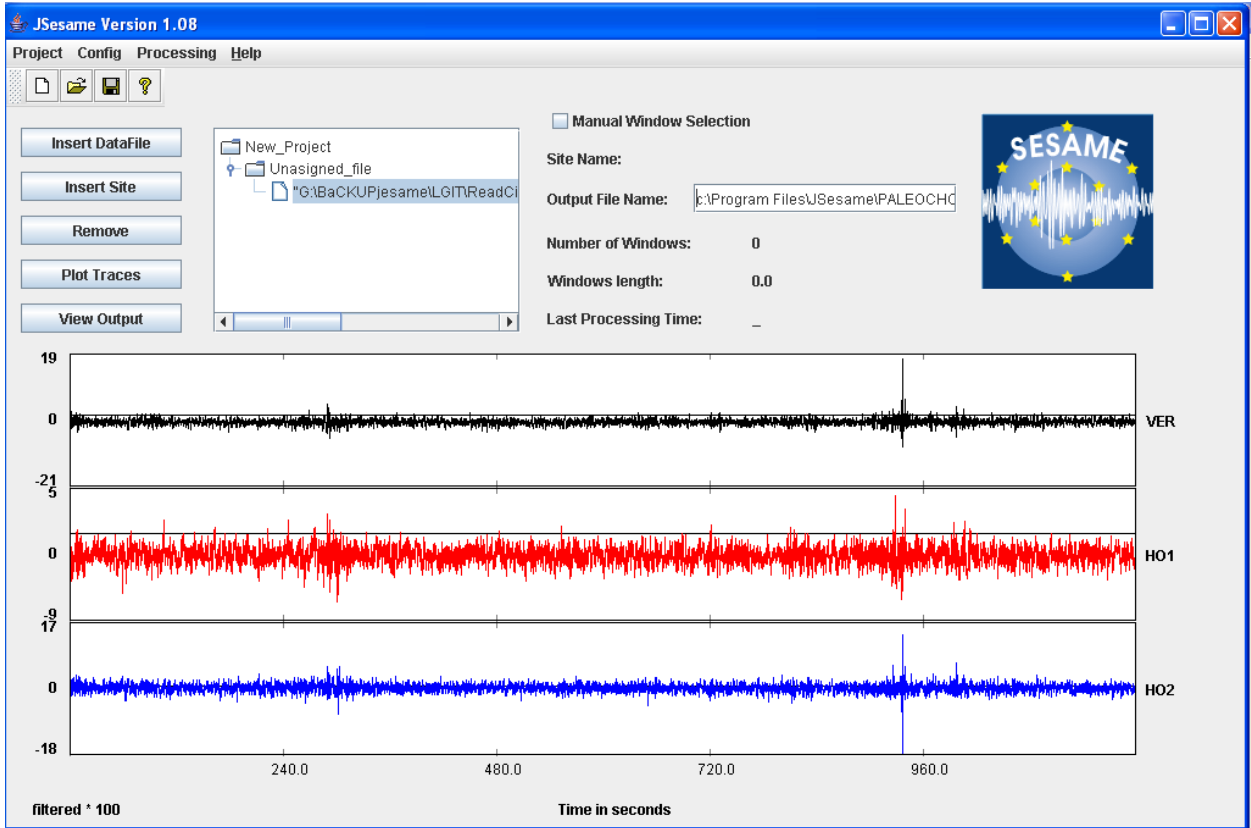 JSesame Version 1.08
Project Config Processing Help
Insert DataFile
Insert Site
Remove
Plot Traces
View Output
New_Project
Unasigned_file
"G:\BaCKUPjesame\LGIT\ReadCi
Manual Window Selection
Site Name:
Output File Name: c:\Program Files\JSesame\PALEOCHO
Number of Windows: 0
Windows length: 0.0
Last Processing Time: _
SESAME
19
0
-21
VER
5
0
-9
HO1
17
0
-18
HO2
240.0 480.0 720.0 960.0
filtered * 100 Time in seconds